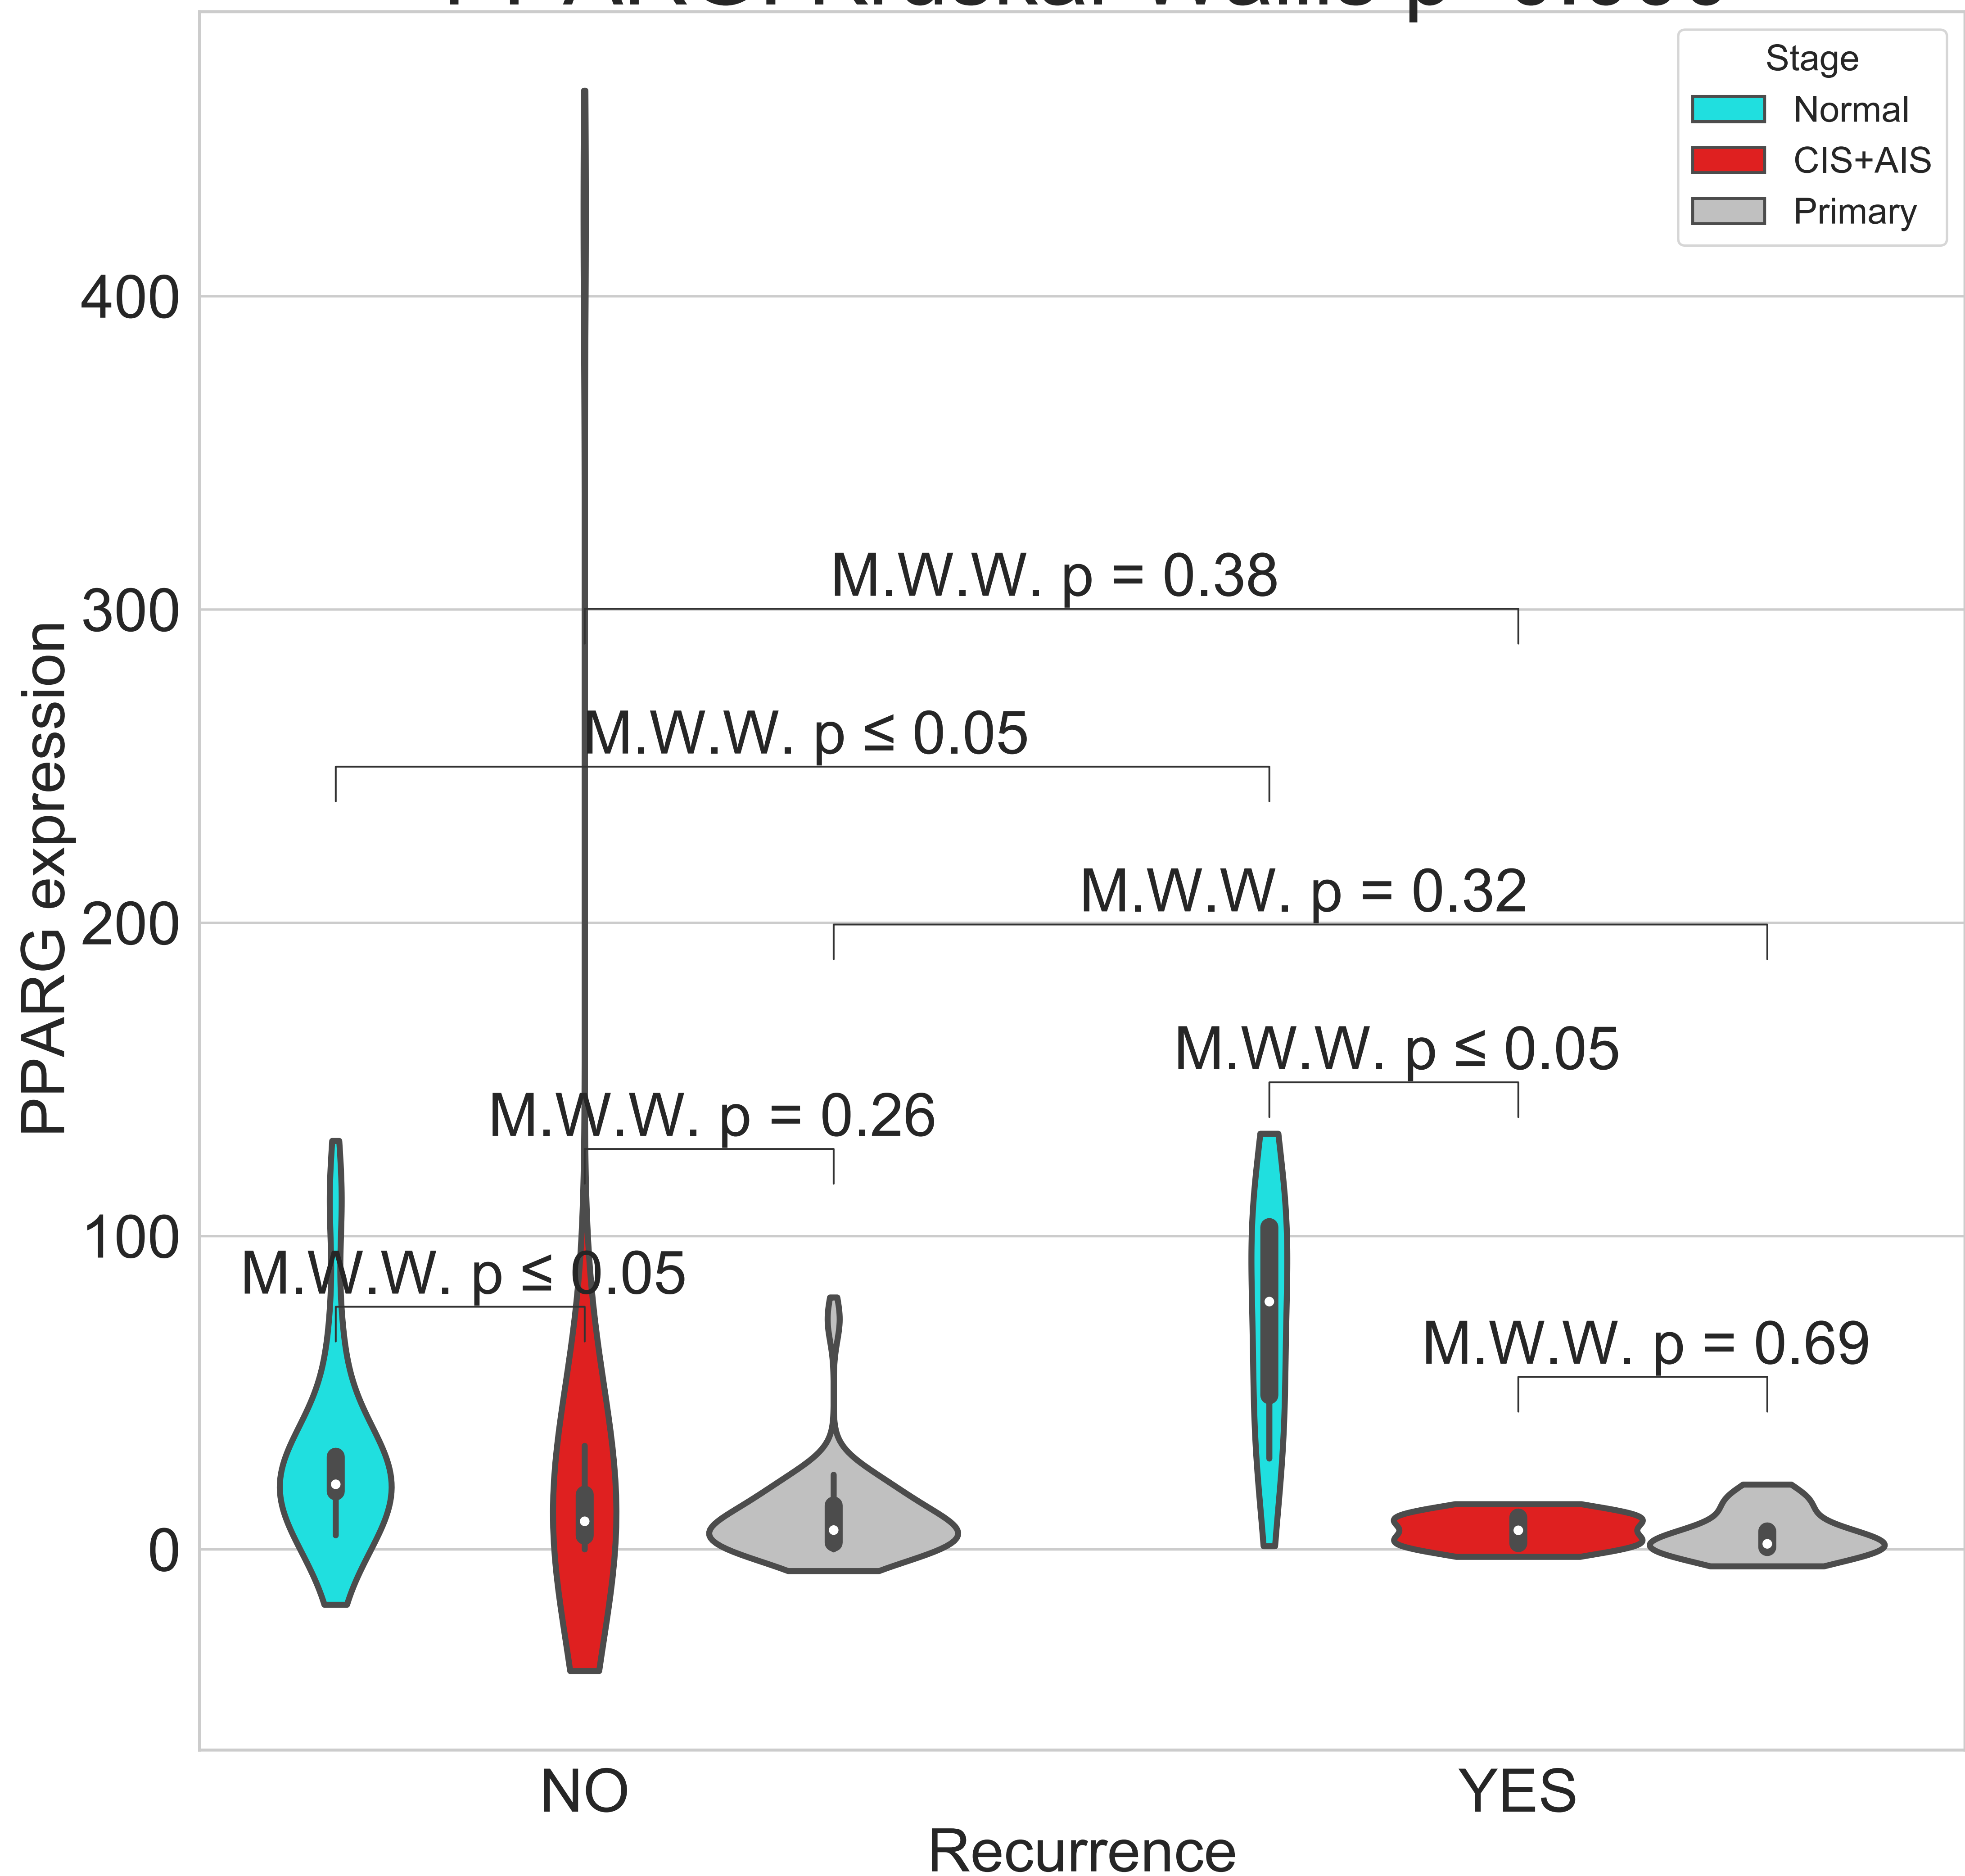 Stage
Normal
CIS+AIS
Primary
400
300
200
100
0
PPARG expression
M.W.W. p = 0.38
M.W.W. p ≤ 0.05
M.W.W. p = 0.32
M.W.W. p ≤ 0.05
M.W.W. p = 0.26
M.W.W. p ≤ 0.05
M.W.W. p = 0.69
NO
YES
Recurrence